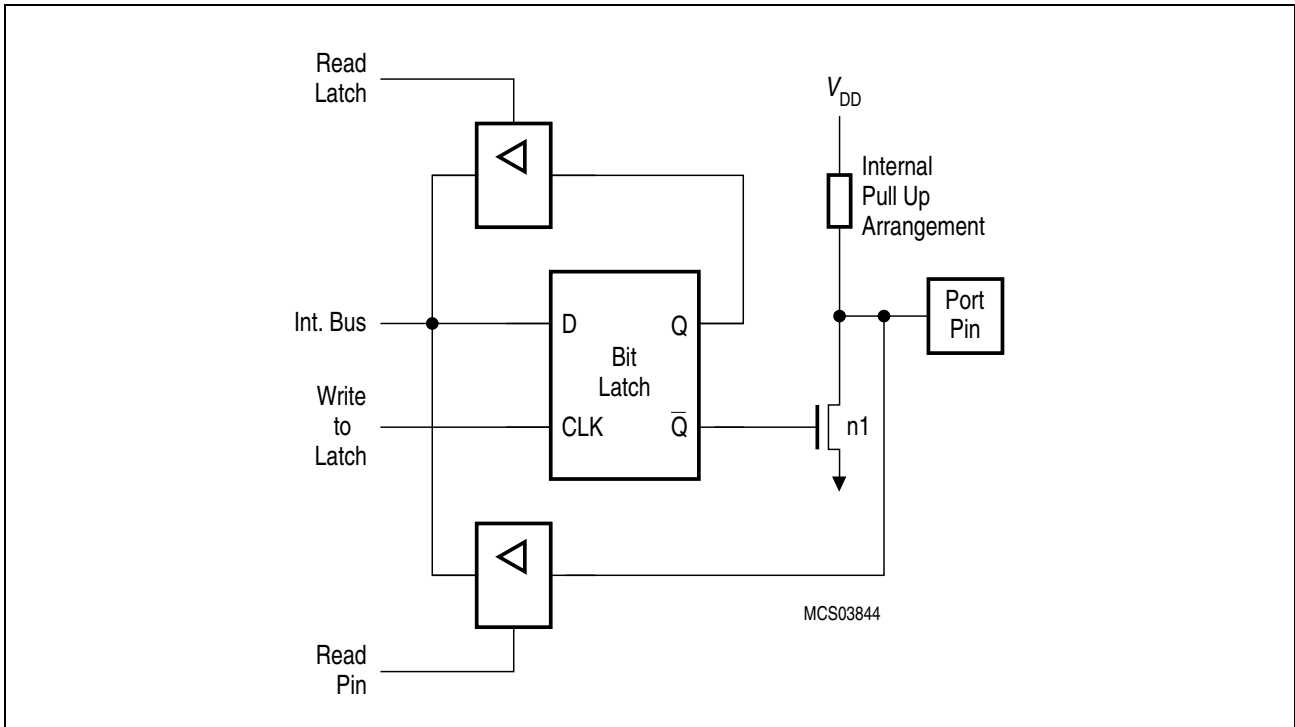 Read
Latch
V_DD
Internal
Pull Up
Arrangement
Port
Pin
Int. Bus
D
Q
Bit
Latch
Write
to
Latch
CLK
Q̅
n1
MCS03844
Read
Pin